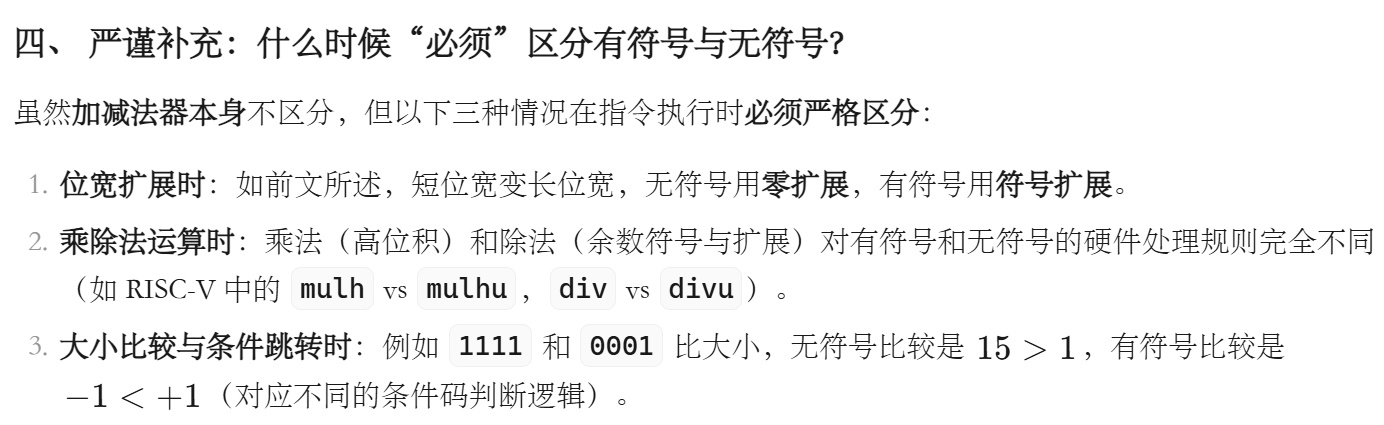 四、 严谨补充：什么时候“必须”区分有符号与无符号？
虽然加减法器本身不区分，但以下三种情况在指令执行时必须严格区分：
1. 位宽扩展时：如前文所述，短位宽变长位宽，无符号用零扩展，有符号用符号扩展。
2. 乘除法运算时：乘法（高位积）和除法（余数符号与扩展）对有符号和无符号的硬件处理规则完全不同
（如 RISC-V 中的 mulh vs mulhu ， div vs divu ）。
3. 大小比较与条件跳转时：例如 1111 和 0001 比大小，无符号比较是 15 > 1，有符号比较是
−1 < +1（对应不同的条件码判断逻辑）。